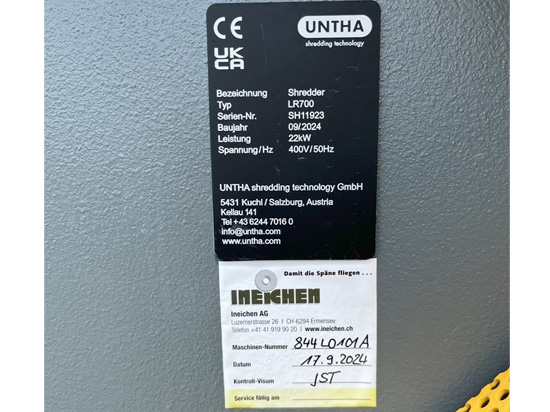 CE
UK
CA
UNTHA
shredding technology
Bezeichnung Shredder
Typ LR700
Serien-Nr. SH11923
Baujahr 09/2024
Leistung 22kW
Spannung/Hz 400V/50Hz
UNTHA shredding technology GmbH
5431 Kuchl / Salzburg, Austria
Kellau 141
Tel +43 6244 7016 0
info@untha.com
www.untha.com
Damit die Späne fliegen . . .
INEICHEN
Ineichen AG
Luzernerstrasse 26 | CH-6294 Ermensee
Telefon +41 41 919 90 20 | www.ineichen.ch
Maschinen-Nummer 844L0101A
Datum 17.9.2024
Kontroll-Visum JST
Service fällig am